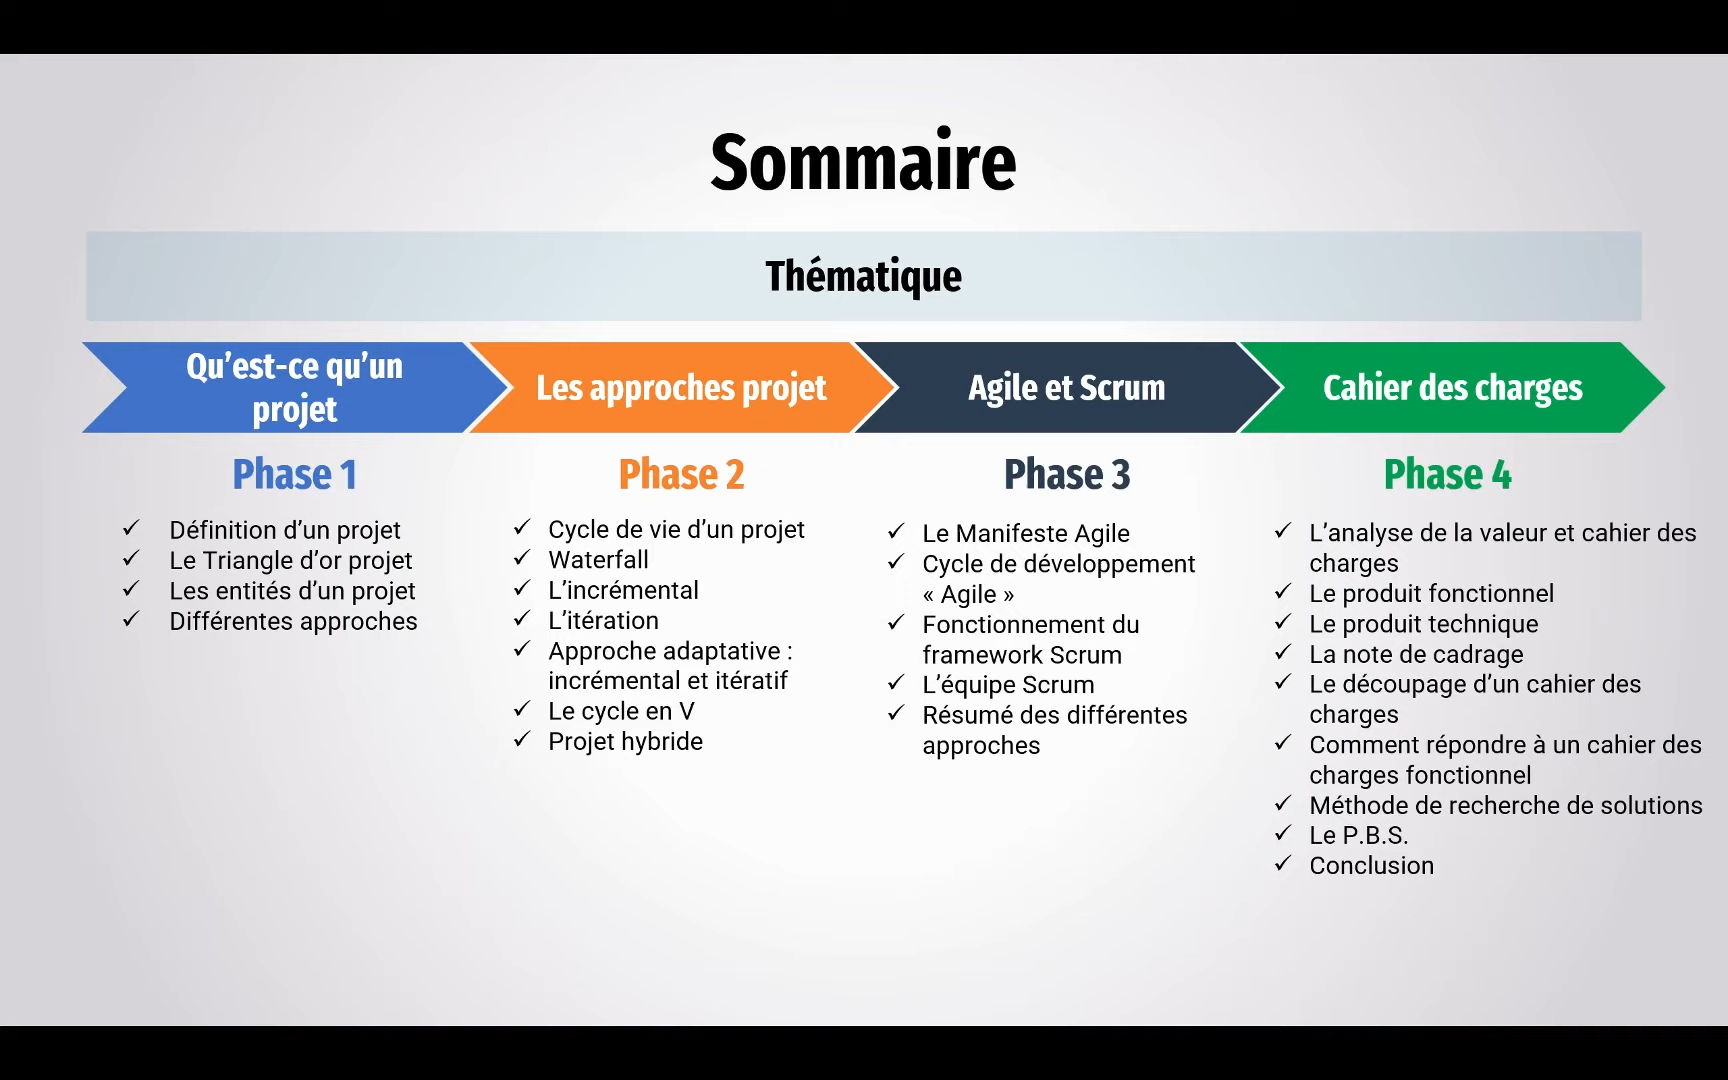 Sommaire
Thématique
Qu’est-ce qu’un
projet
Les approches projet
Agile et Scrum
Cahier des charges
Phase 1
✓ Définition d’un projet
✓ Le Triangle d’or projet
✓ Les entités d’un projet
✓ Différentes approches
Phase 2
✓ Cycle de vie d’un projet
✓ Waterfall
✓ L’incrémental
✓ L’itération
✓ Approche adaptative :
incrémental et itératif
✓ Le cycle en V
✓ Projet hybride
Phase 3
✓ Le Manifeste Agile
✓ Cycle de développement
« Agile »
✓ Fonctionnement du
framework Scrum
✓ L’équipe Scrum
✓ Résumé des différentes
approches
Phase 4
✓ L’analyse de la valeur et cahier des
charges
✓ Le produit fonctionnel
✓ Le produit technique
✓ La note de cadrage
✓ Le découpage d’un cahier des
charges
✓ Comment répondre à un cahier des
charges fonctionnel
✓ Méthode de recherche de solutions
✓ Le P.B.S.
✓ Conclusion